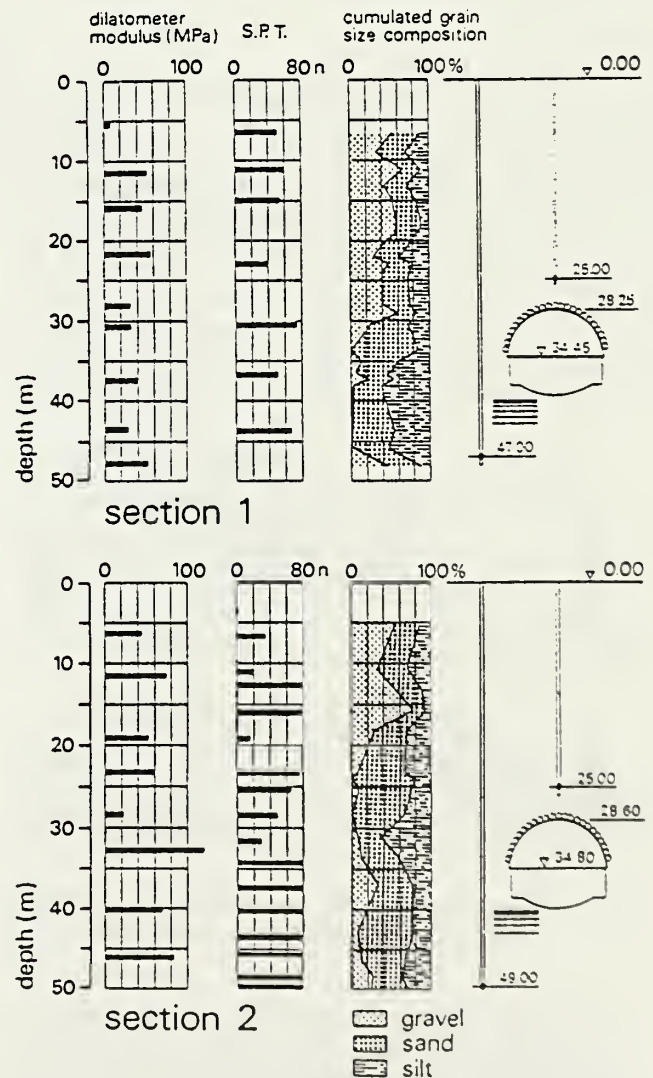 dilatometer modulus (MPa)
S.P.T.
cumulated grain size composition
0 100
0 80 n
0 100%
0.00
0
10
20
30
40
50
depth (m)
25.00
28.25
34.45
47.00
section 1
0 100
0 80 n
0 100%
0.00
0
10
20
30
40
50
depth (m)
25.00
28.60
34.80
49.00
section 2
gravel
sand
silt